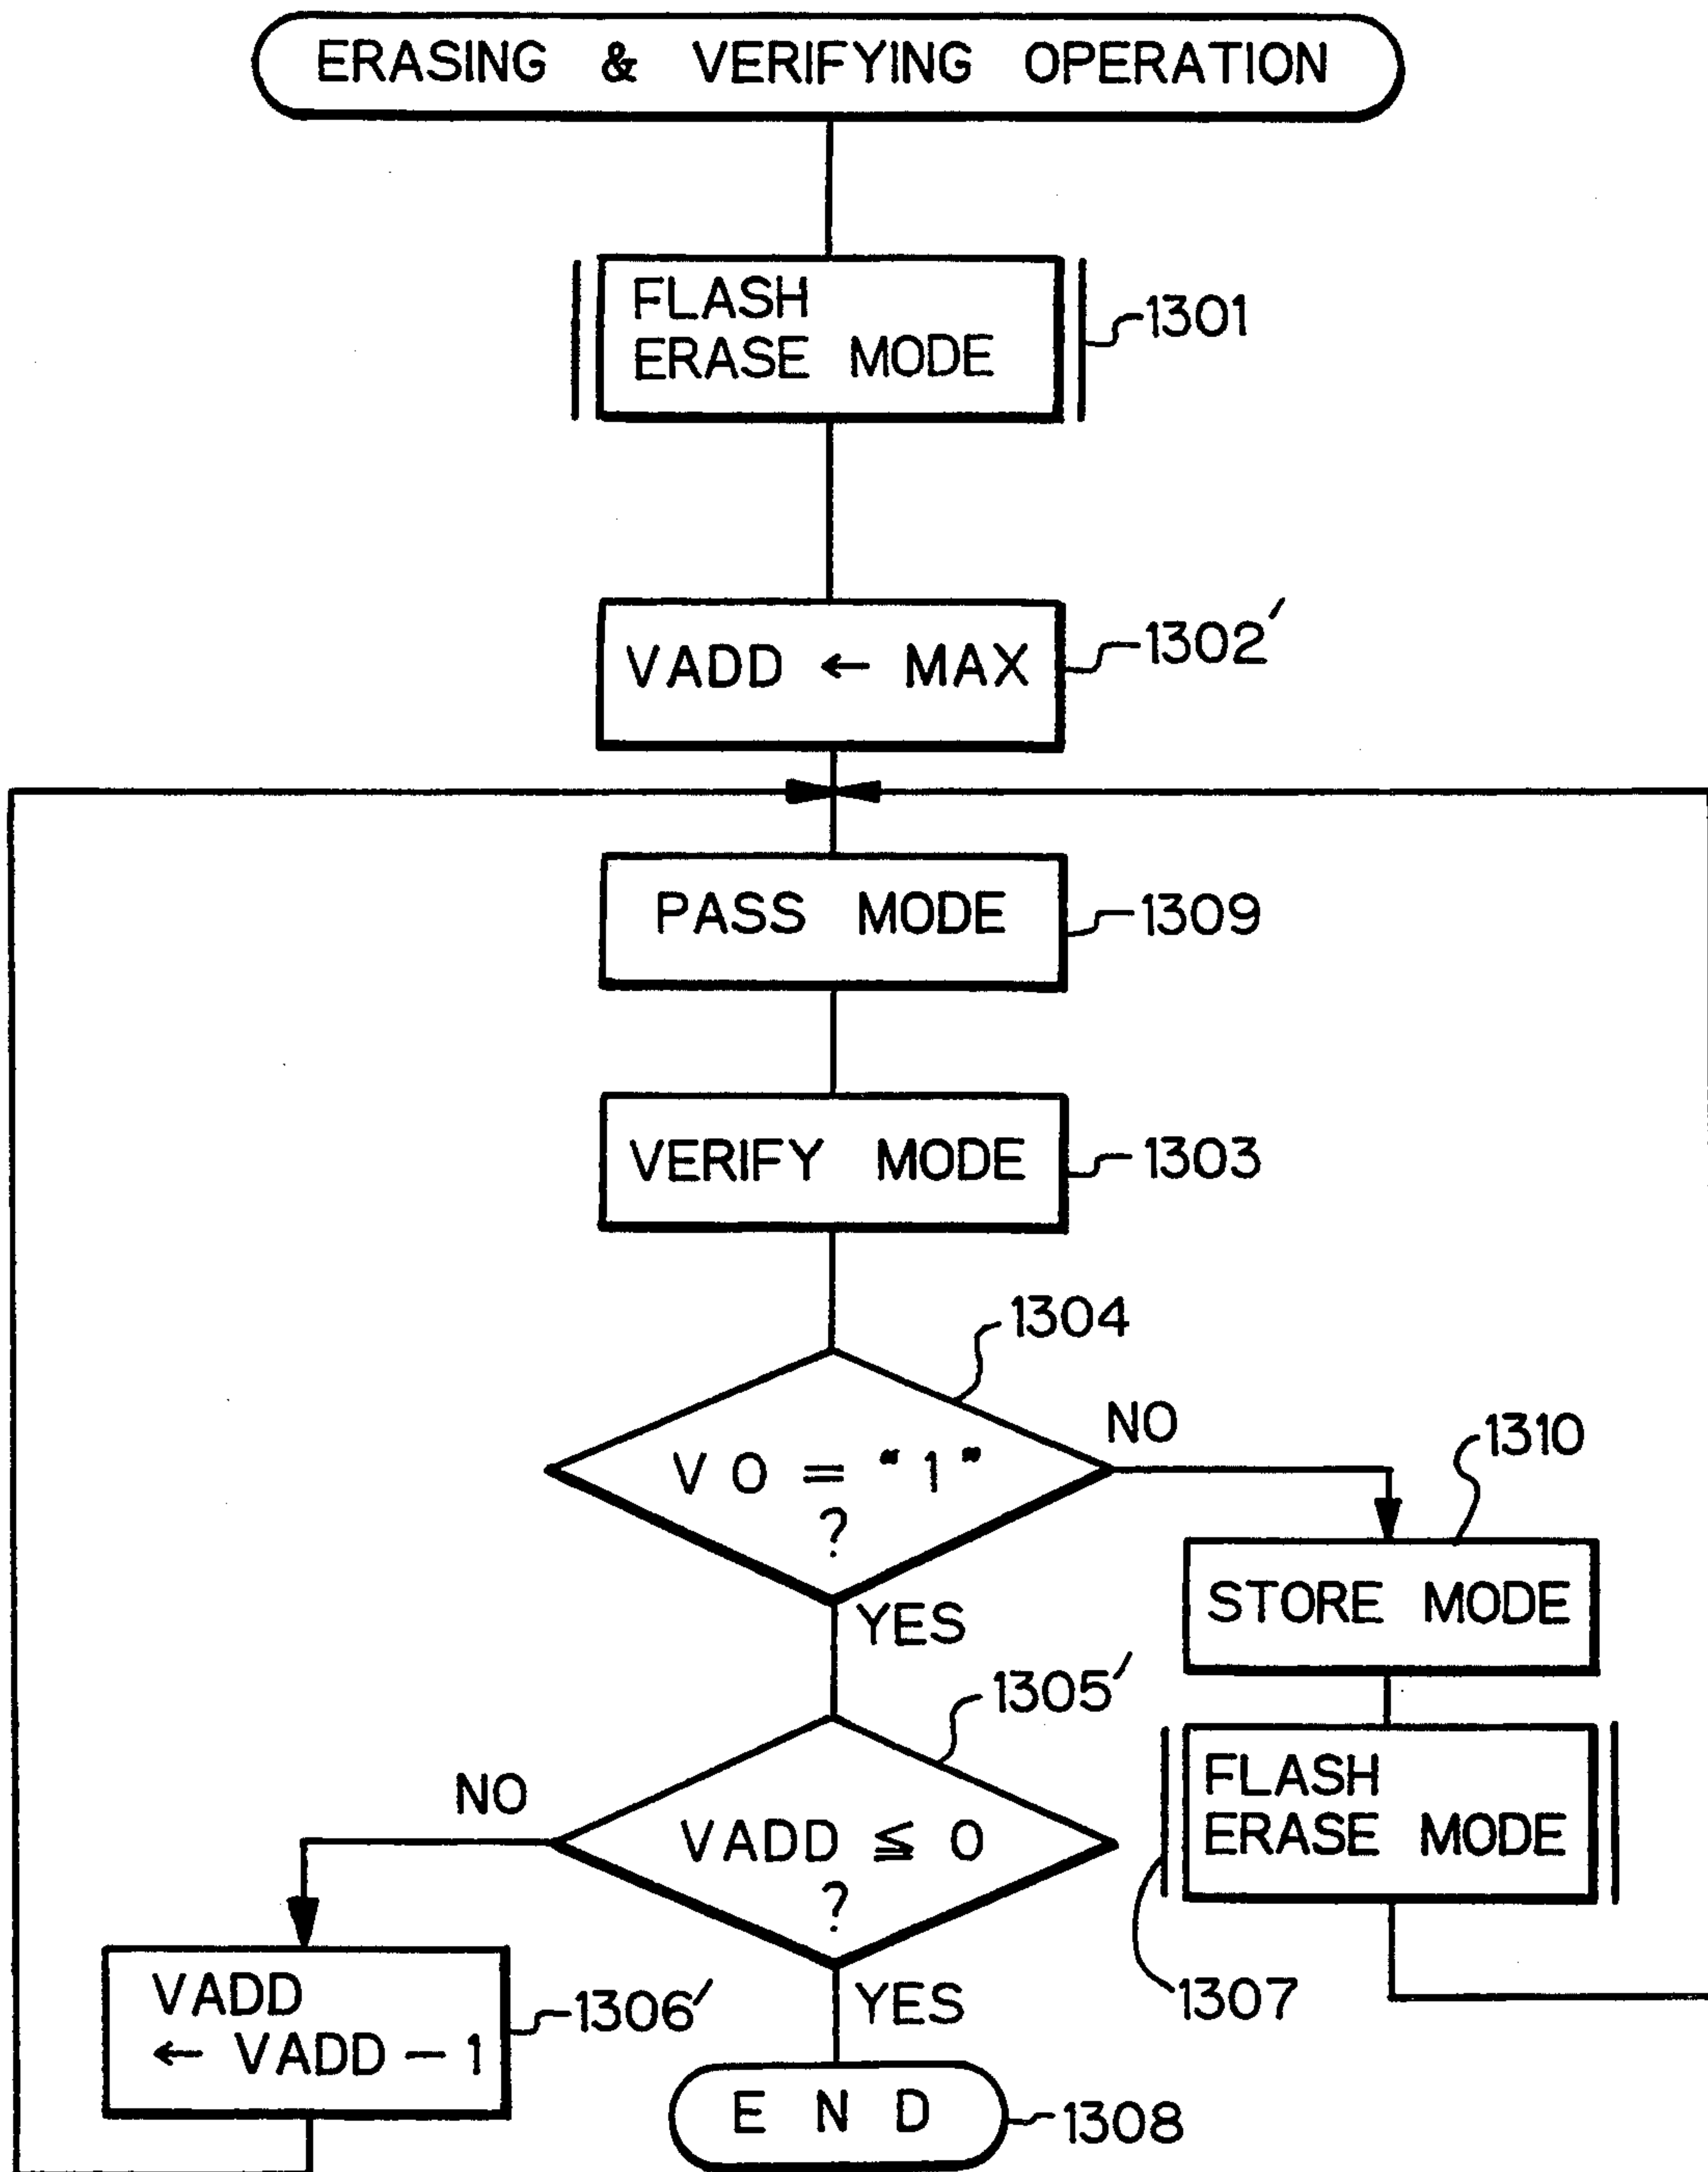 ERASING & VERIFYING OPERATION
FLASH
ERASE MODE
1301
VADD ← MAX
1302′
PASS MODE
1309
VERIFY MODE
1303
1304
VO = “1”
?
NO
YES
1310
STORE MODE
FLASH
ERASE MODE
1307
1305′
VADD ≦ 0
?
NO
YES
VADD
← VADD − 1
1306′
END
1308